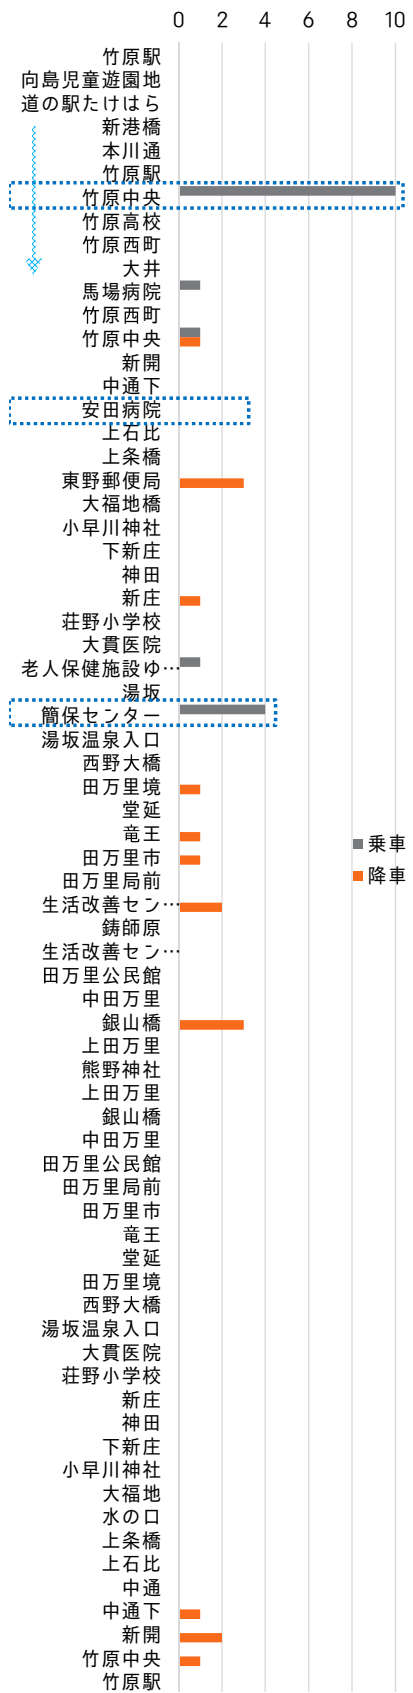 0 2 4 6 8 10
竹原駅
向島児童遊園地
道の駅たけはら
新港橋
本川通
竹原駅
竹原中央
竹原高校
竹原西町
大井
馬場病院
竹原西町
竹原中央
新開
中通下
安田病院
上石比
上条橋
東野郵便局
大福地橋
小早川神社
下新庄
神田
新庄
荘野小学校
大貫医院
老人保健施設ゆ…
湯坂
簡保センター
湯坂温泉入口
西野大橋
田万里境
堂延
竜王
乗車
田万里市
降車
田万里局前
生活改善セン…
鋳師原
生活改善セン…
田万里公民館
中田万里
銀山橋
上田万里
熊野神社
上田万里
銀山橋
中田万里
田万里公民館
田万里局前
田万里市
竜王
堂延
田万里境
西野大橋
湯坂温泉入口
大貫医院
荘野小学校
新庄
神田
下新庄
小早川神社
大福地
水の口
上条橋
上石比
中通
中通下
新開
竹原中央
竹原駅